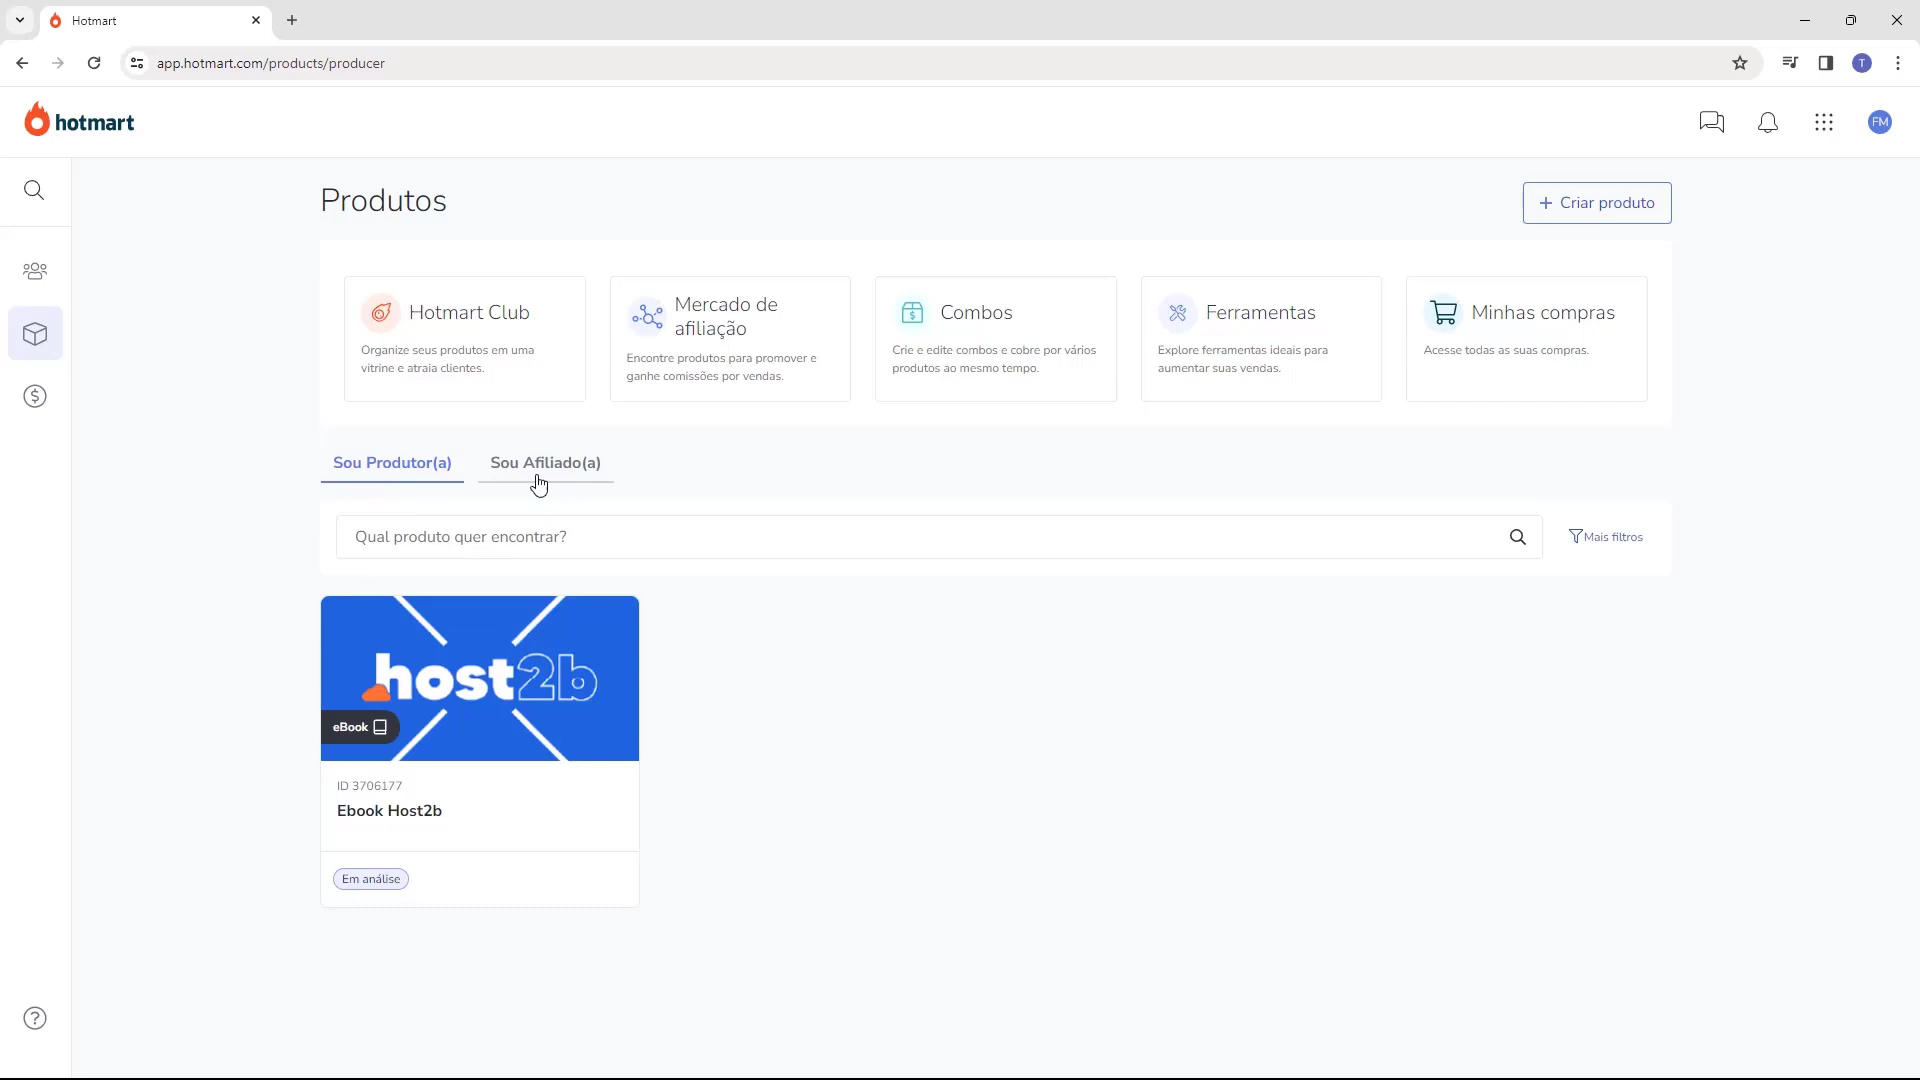 Hotmart
app.hotmart.com/products/producer
T
hotmart
FM
Produtos
+ Criar produto
Hotmart Club
Organize seus produtos em uma
vitrine e atraia clientes.
Mercado de
afiliação
Encontre produtos para promover e
ganhe comissões por vendas.
Combos
Crie e edite combos e cobre por vários
produtos ao mesmo tempo.
Ferramentas
Explore ferramentas ideais para
aumentar suas vendas.
Minhas compras
Acesse todas as suas compras.
Sou Produtor(a)
Sou Afiliado(a)
Qual produto quer encontrar?
Mais filtros
host2b
eBook
ID 3706177
Ebook Host2b
Em análise